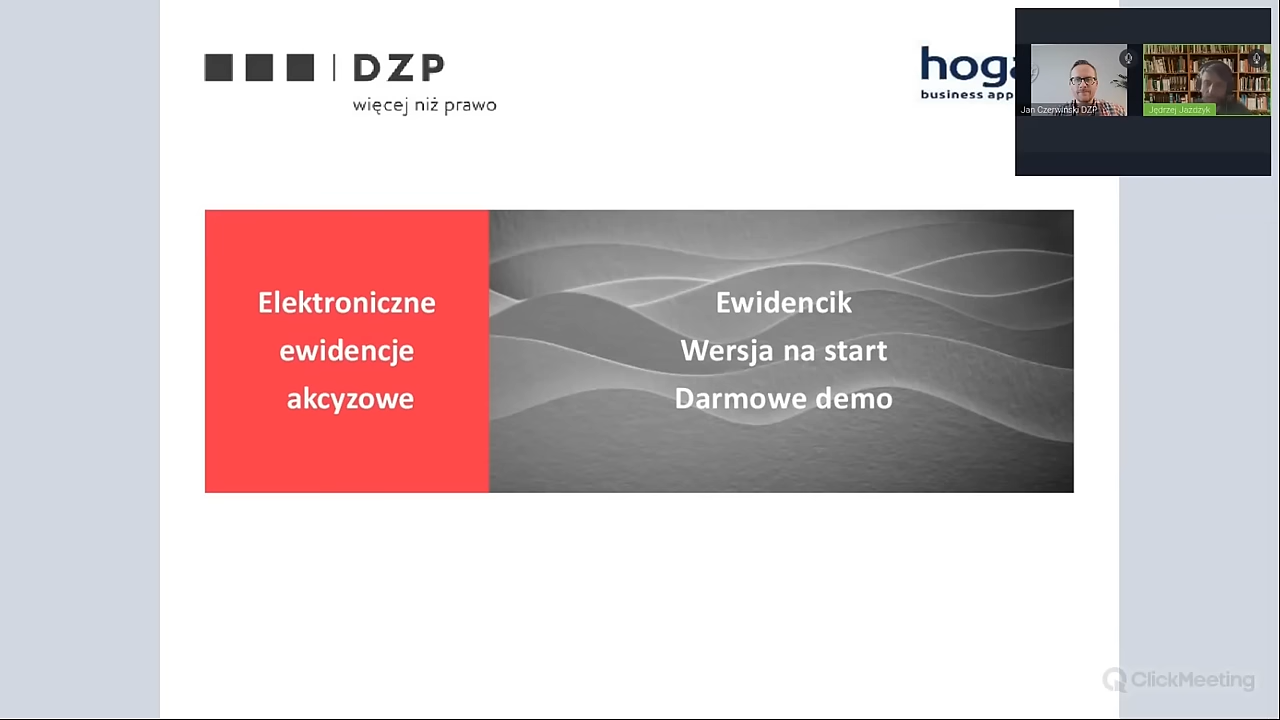 DZP
więcej niż prawo
hoga
business app
Jan Czerwiński DZP
Jędrzej Jazdzyk
Elektroniczne
ewidencje
akcyzowe
Ewidencik
Wersja na start
Darmowe demo
ClickMeeting